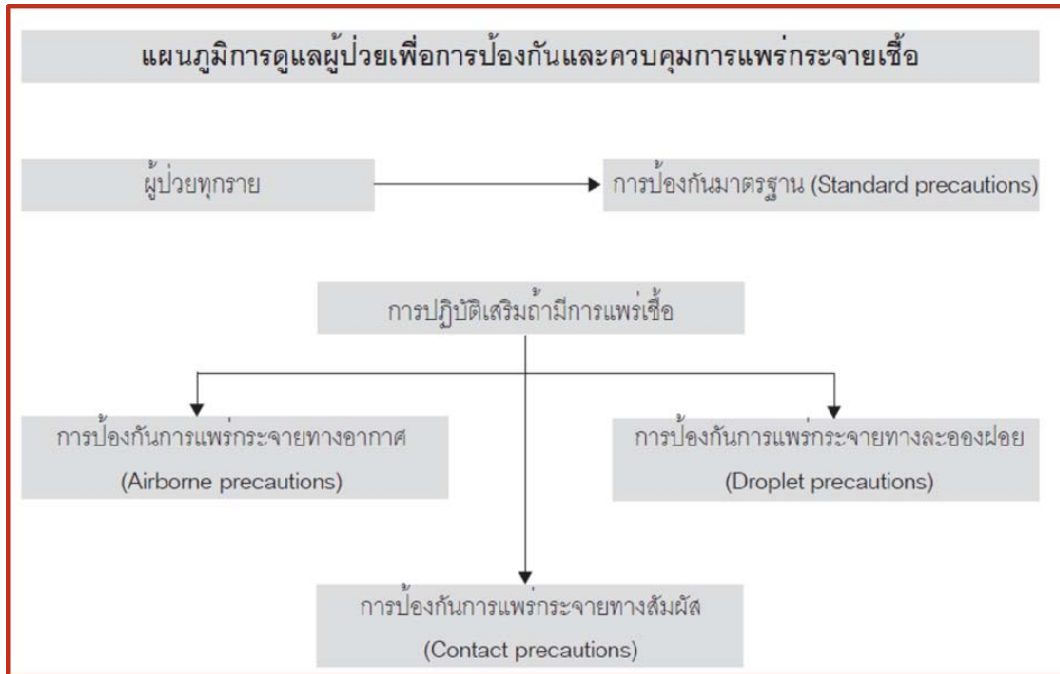 แผนภูมิการดูแลผู้ป่วยเพื่อการป้องกันและควบคุมการแพร่กระจายเชื้อ
ผู้ป่วยทุกราย
การป้องกันมาตรฐาน (Standard precautions)
การปฏิบัติเสริมถ้ามีการแพร่เชื้อ
การป้องกันการแพร่กระจายทางอากาศ
(Airborne precautions)
การป้องกันการแพร่กระจายทางละอองฝอย
(Droplet precautions)
การป้องกันการแพร่กระจายทางสัมผัส
(Contact precautions)